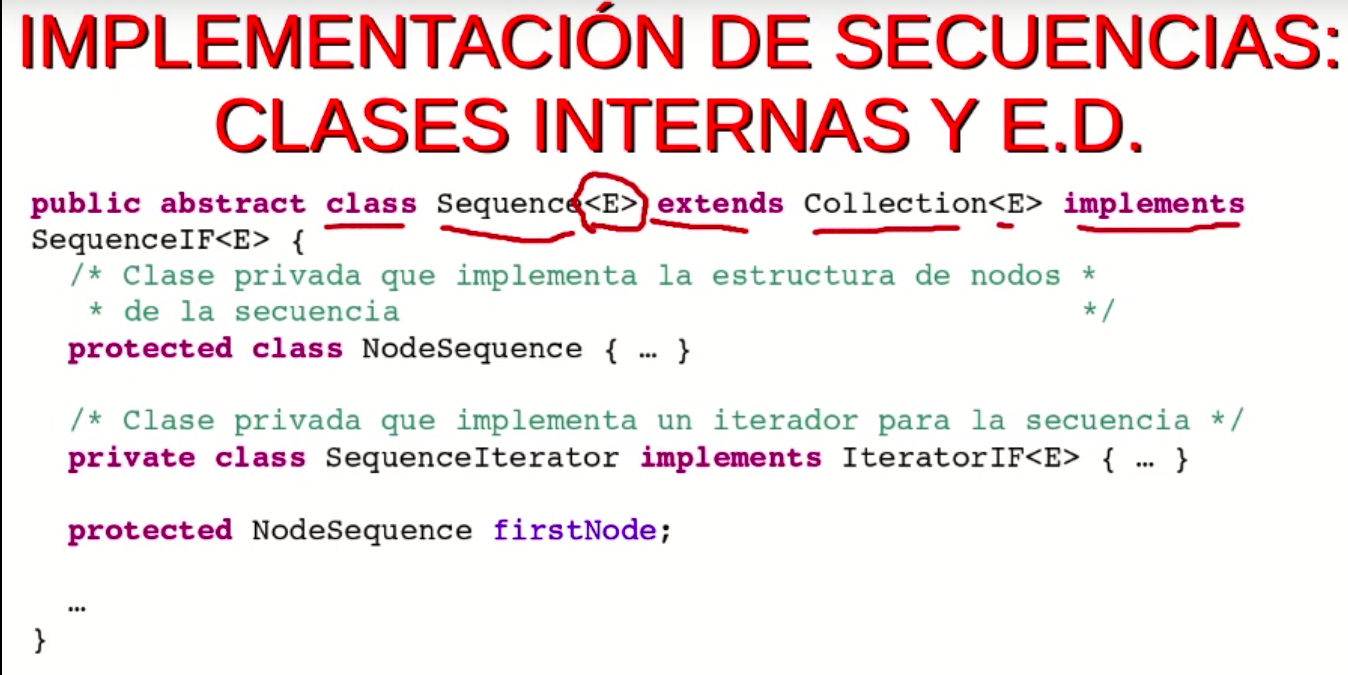 IMPLEMENTACIÓN DE SECUENCIAS:
CLASES INTERNAS Y E.D.
public abstract class Sequence<E> extends Collection<E> implements
SequenceIF<E> {
/* Clase privada que implementa la estructura de nodos *
* de la secuencia */
protected class NodeSequence { … }
/* Clase privada que implementa un iterador para la secuencia */
private class SequenceIterator implements IteratorIF<E> { … }
protected NodeSequence firstNode;
…
}